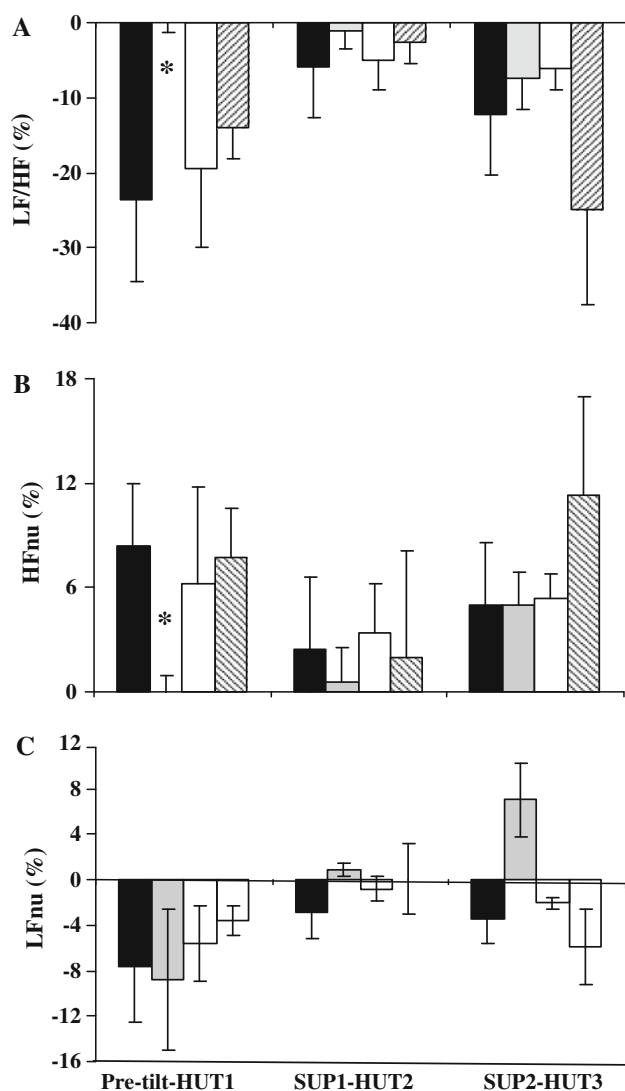 A
LF/HF (%)
0
-10
-20
-30
-40
*
B
HFnu (%)
18
12
6
0
*
C
LFnu (%)
12
8
4
0
-4
-8
-12
-16
Pre-tilt-HUT1 SUP1-HUT2 SUP2-HUT3